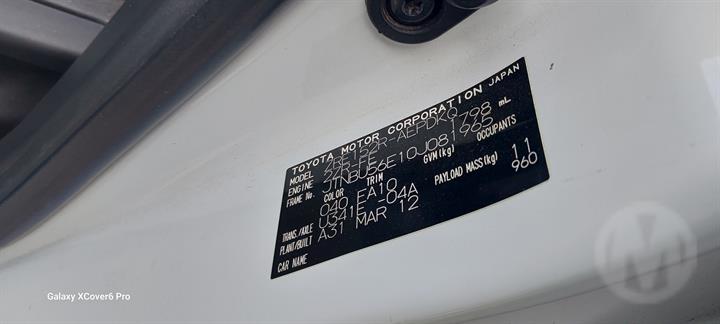 TOYOTA MOTOR CORPORATION JAPAN
MODEL ZRE152R-AEPDKQ
ENGINE 2ZR-FE 1798 mL
FRAME No. JTNBU56E10J081965
COLOR TRIM GVM(kg) OCCUPANTS
040 EA10
TRANS./AXLE U341E -04A PAYLOAD MASS(kg) 11
PLANT/BUILT A31 MAR 12 960
CAR NAME
Galaxy XCover6 Pro
M